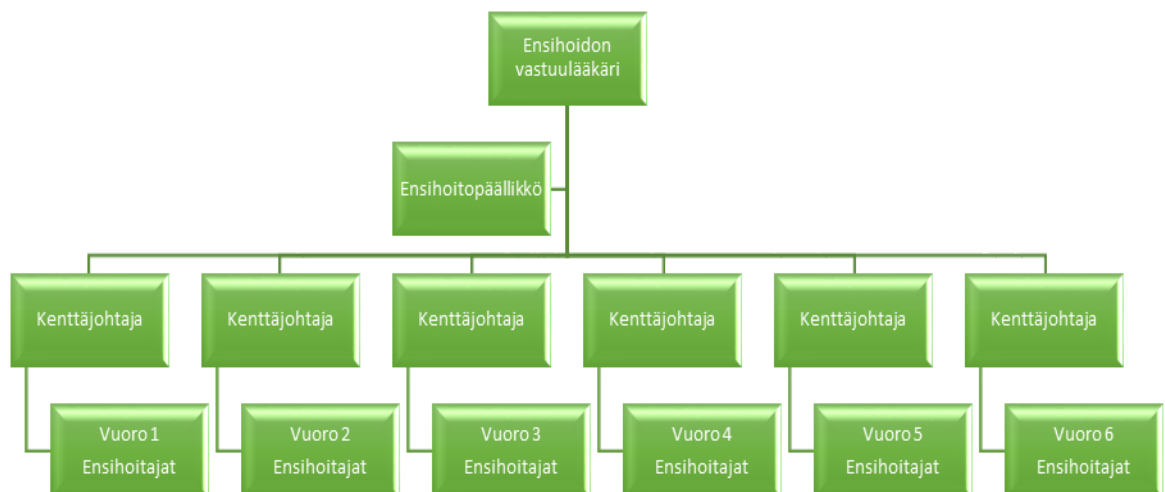 Ensihoidon
vastuulääkäri
Ensihoitopäällikkö
Kenttäjohtaja
Kenttäjohtaja
Kenttäjohtaja
Kenttäjohtaja
Kenttäjohtaja
Kenttäjohtaja
Vuoro 1
Ensihoitajat
Vuoro 2
Ensihoitajat
Vuoro 3
Ensihoitajat
Vuoro 4
Ensihoitajat
Vuoro 5
Ensihoitajat
Vuoro 6
Ensihoitajat